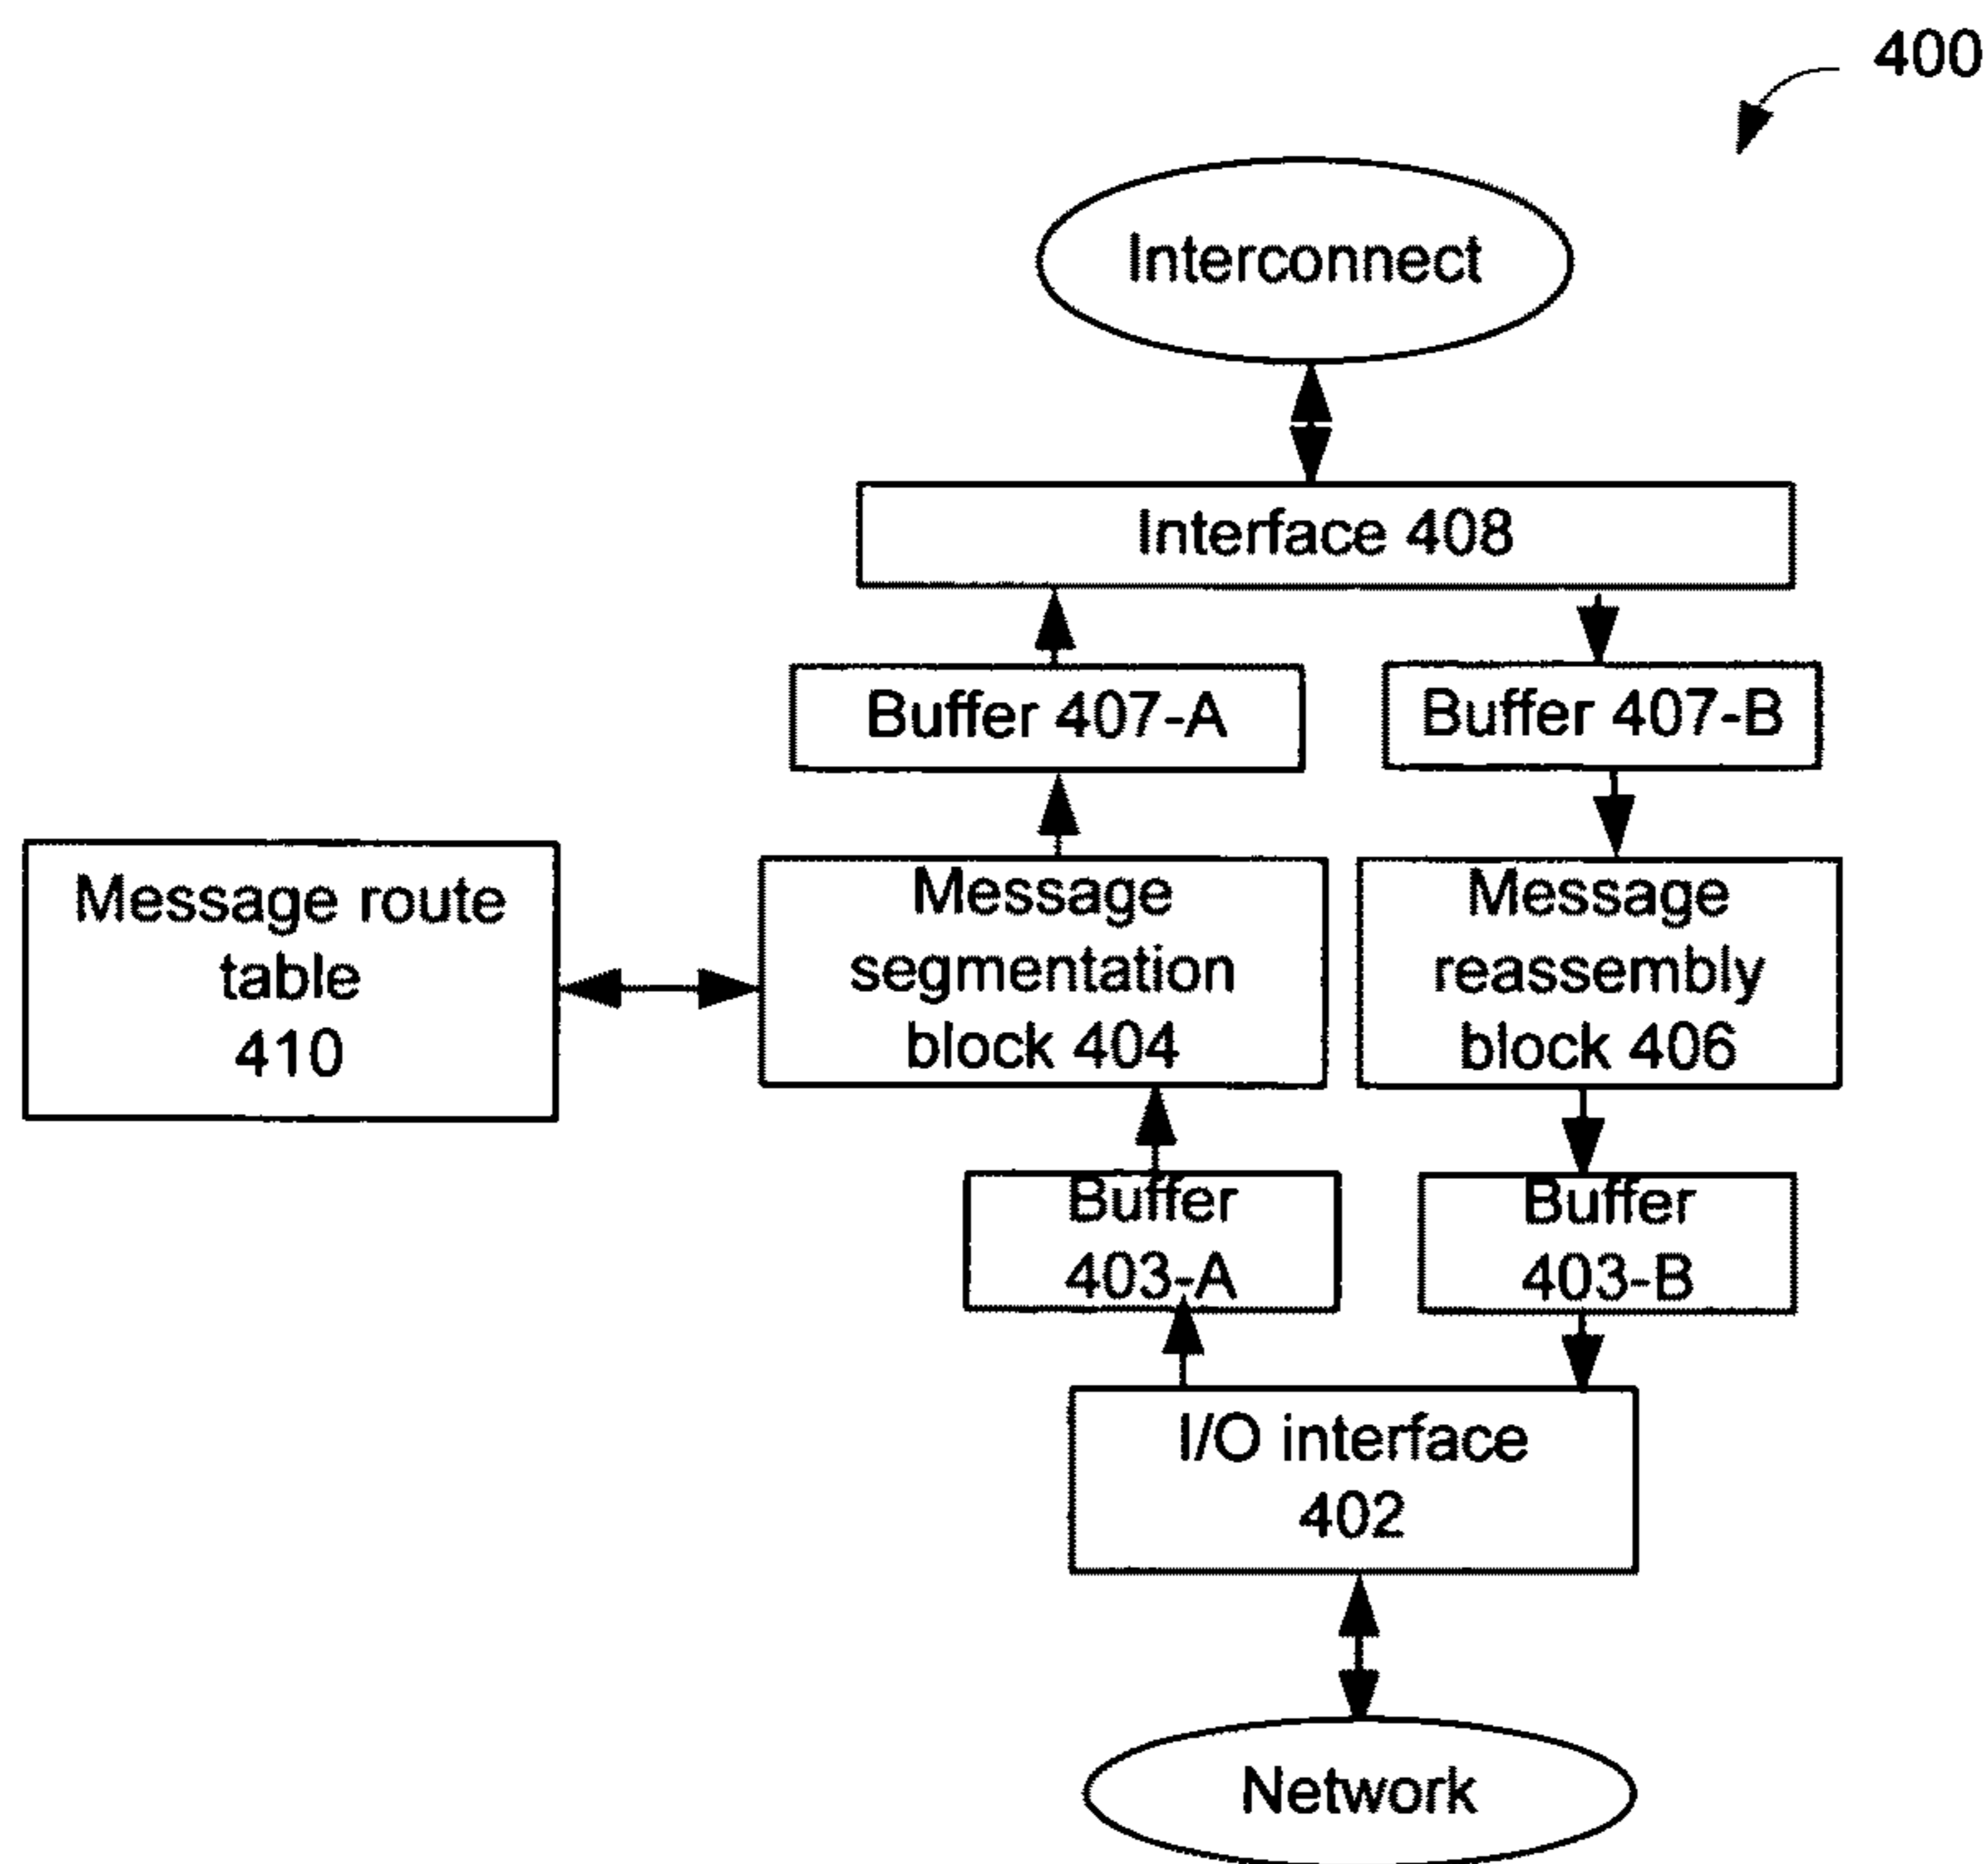 400
Interconnect
Interface 408
Buffer 407-A
Buffer 407-B
Message route
table
410
Message
segmentation
block 404
Message
reassembly
block 406
Buffer
403-A
Buffer
403-B
I/O interface
402
Network